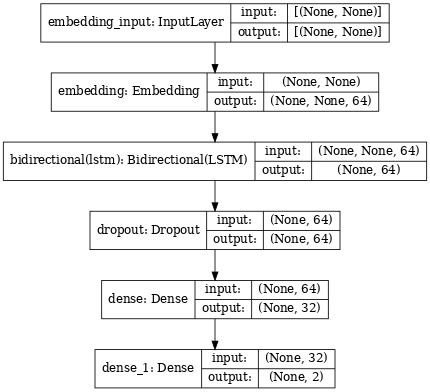 embedding_input: InputLayer
input: [(None, None)]
output: [(None, None)]
embedding: Embedding
input: (None, None)
output: (None, None, 64)
bidirectional(lstm): Bidirectional(LSTM)
input: (None, None, 64)
output: (None, 64)
dropout: Dropout
input: (None, 64)
output: (None, 64)
dense: Dense
input: (None, 64)
output: (None, 32)
dense_1: Dense
input: (None, 32)
output: (None, 2)